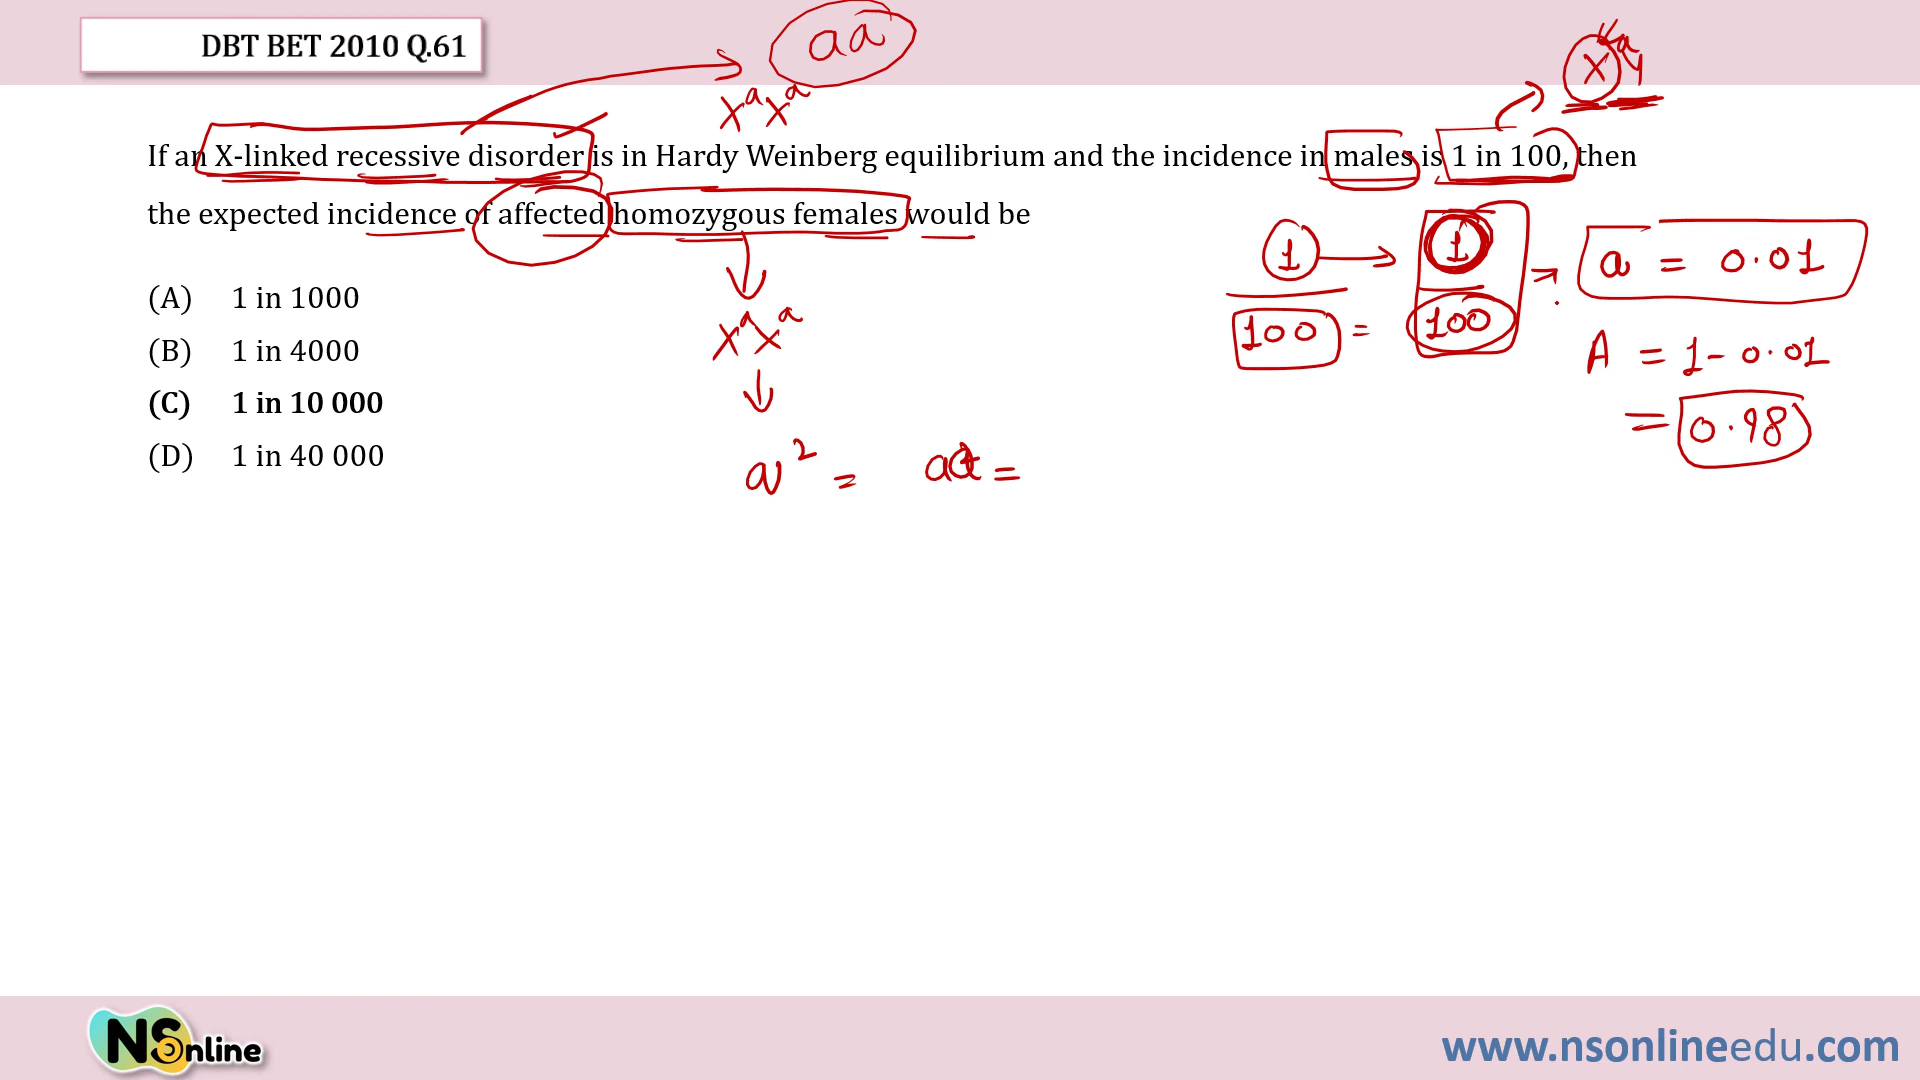 DBT BET 2010 Q.61
aa
X^a X^a
X^a y
If an X-linked recessive disorder is in Hardy Weinberg equilibrium and the incidence in males is 1 in 100, then
the expected incidence of affected homozygous females would be
1/100 = 1/100
a = 0.01
(A) 1 in 1000
(B) 1 in 4000
(C) 1 in 10 000
(D) 1 in 40 000
X^a X^a
A = 1 - 0.01
= 0.98
a² = aa =
NSOnline
www.nsonlineedu.com